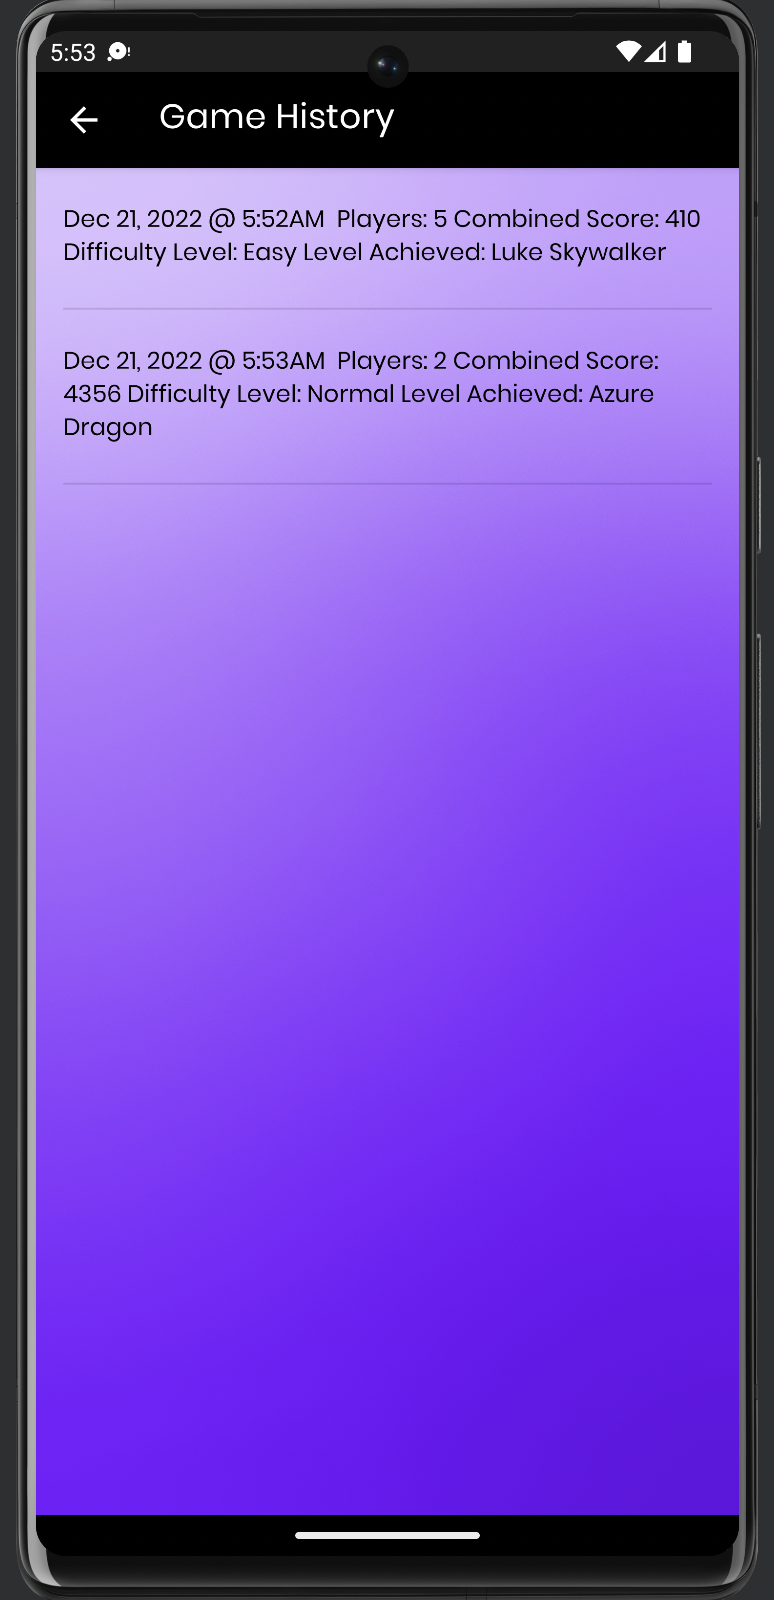 5:53
Game History
Dec 21, 2022 @ 5:52AM  Players: 5 Combined Score: 410
Difficulty Level: Easy Level Achieved: Luke Skywalker
Dec 21, 2022 @ 5:53AM  Players: 2 Combined Score:
4356 Difficulty Level: Normal Level Achieved: Azure
Dragon